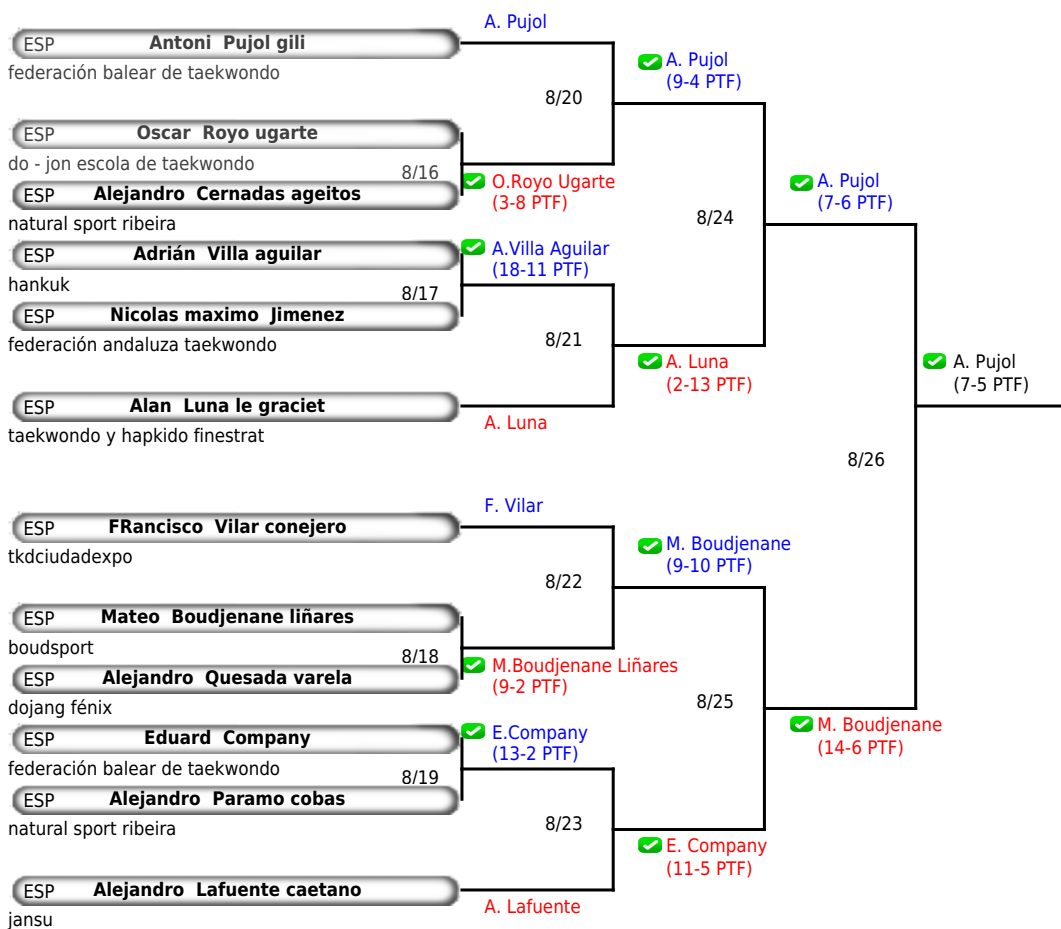 A. Pujol
ESP Antoni Pujol gili
federación balear de taekwondo
A. Pujol
(9-4 PTF)
8/20
ESP Oscar Royo ugarte
do - jon escola de taekwondo
8/16
O.Royo Ugarte
(3-8 PTF)
ESP Alejandro Cernadas ageitos
natural sport ribeira
A. Pujol
(7-6 PTF)
8/24
ESP Adrián Villa aguilar
hankuk
A.Villa Aguilar
(18-11 PTF)
8/17
ESP Nicolas maximo Jimenez
federación andaluza taekwondo
8/21
A. Luna
(2-13 PTF)
A. Pujol
(7-5 PTF)
ESP Alan Luna le graciet
taekwondo y hapkido finestrat
A. Luna
8/26
F. Vilar
ESP FRancisco Vilar conejero
tkdciudadexpo
M. Boudjenane
(9-10 PTF)
8/22
ESP Mateo Boudjenane liñares
boudsport
8/18
M.Boudjenane Liñares
(9-2 PTF)
ESP Alejandro Quesada varela
dojang fénix
8/25
M. Boudjenane
(14-6 PTF)
ESP Eduard Company
federación balear de taekwondo
E.Company
(13-2 PTF)
8/19
ESP Alejandro Paramo cobas
natural sport ribeira
8/23
E. Company
(11-5 PTF)
ESP Alejandro Lafuente caetano
jansu
A. Lafuente